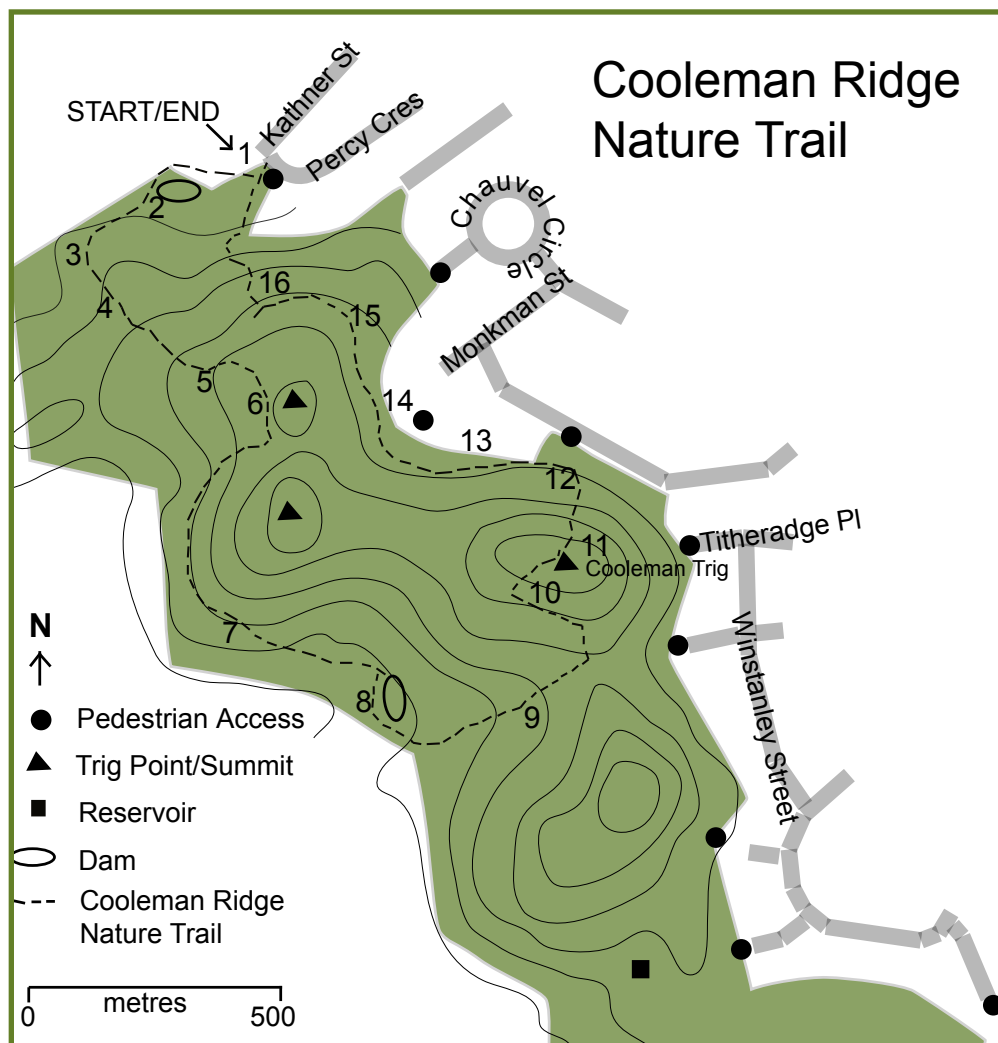 Cooleman Ridge
Nature Trail
START/END
Kathner St
Percy Cres
Chauvel Circle
Monkman St
Titheradge Pl
Winstanley Street
1
2
3
4
5
6
7
8
9
10
11
Cooleman Trig
12
13
14
15
16
N
Pedestrian Access
Trig Point/Summit
Reservoir
Dam
Cooleman Ridge
Nature Trail
metres
0 500